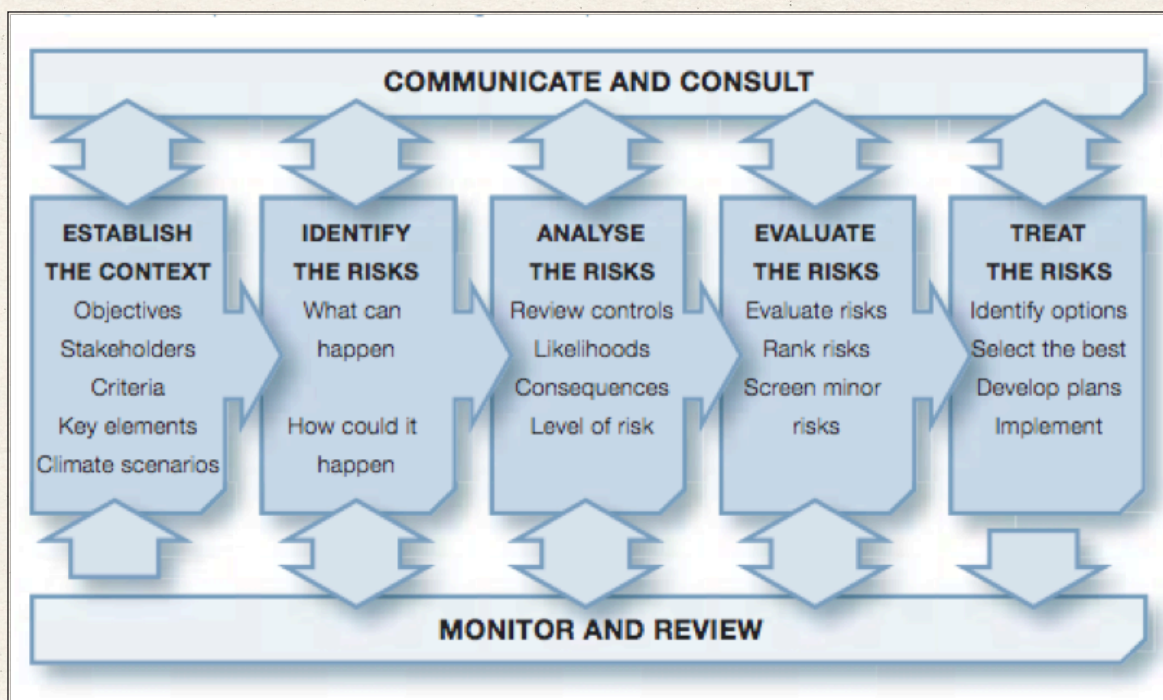 COMMUNICATE AND CONSULT
ESTABLISH
THE CONTEXT
Objectives
Stakeholders
Criteria
Key elements
Climate scenarios
IDENTIFY
THE RISKS
What can
happen
How could it
happen
ANALYSE
THE RISKS
Review controls
Likelihoods
Consequences
Level of risk
EVALUATE
THE RISKS
Evaluate risks
Rank risks
Screen minor
risks
TREAT
THE RISKS
Identify options
Select the best
Develop plans
Implement
MONITOR AND REVIEW